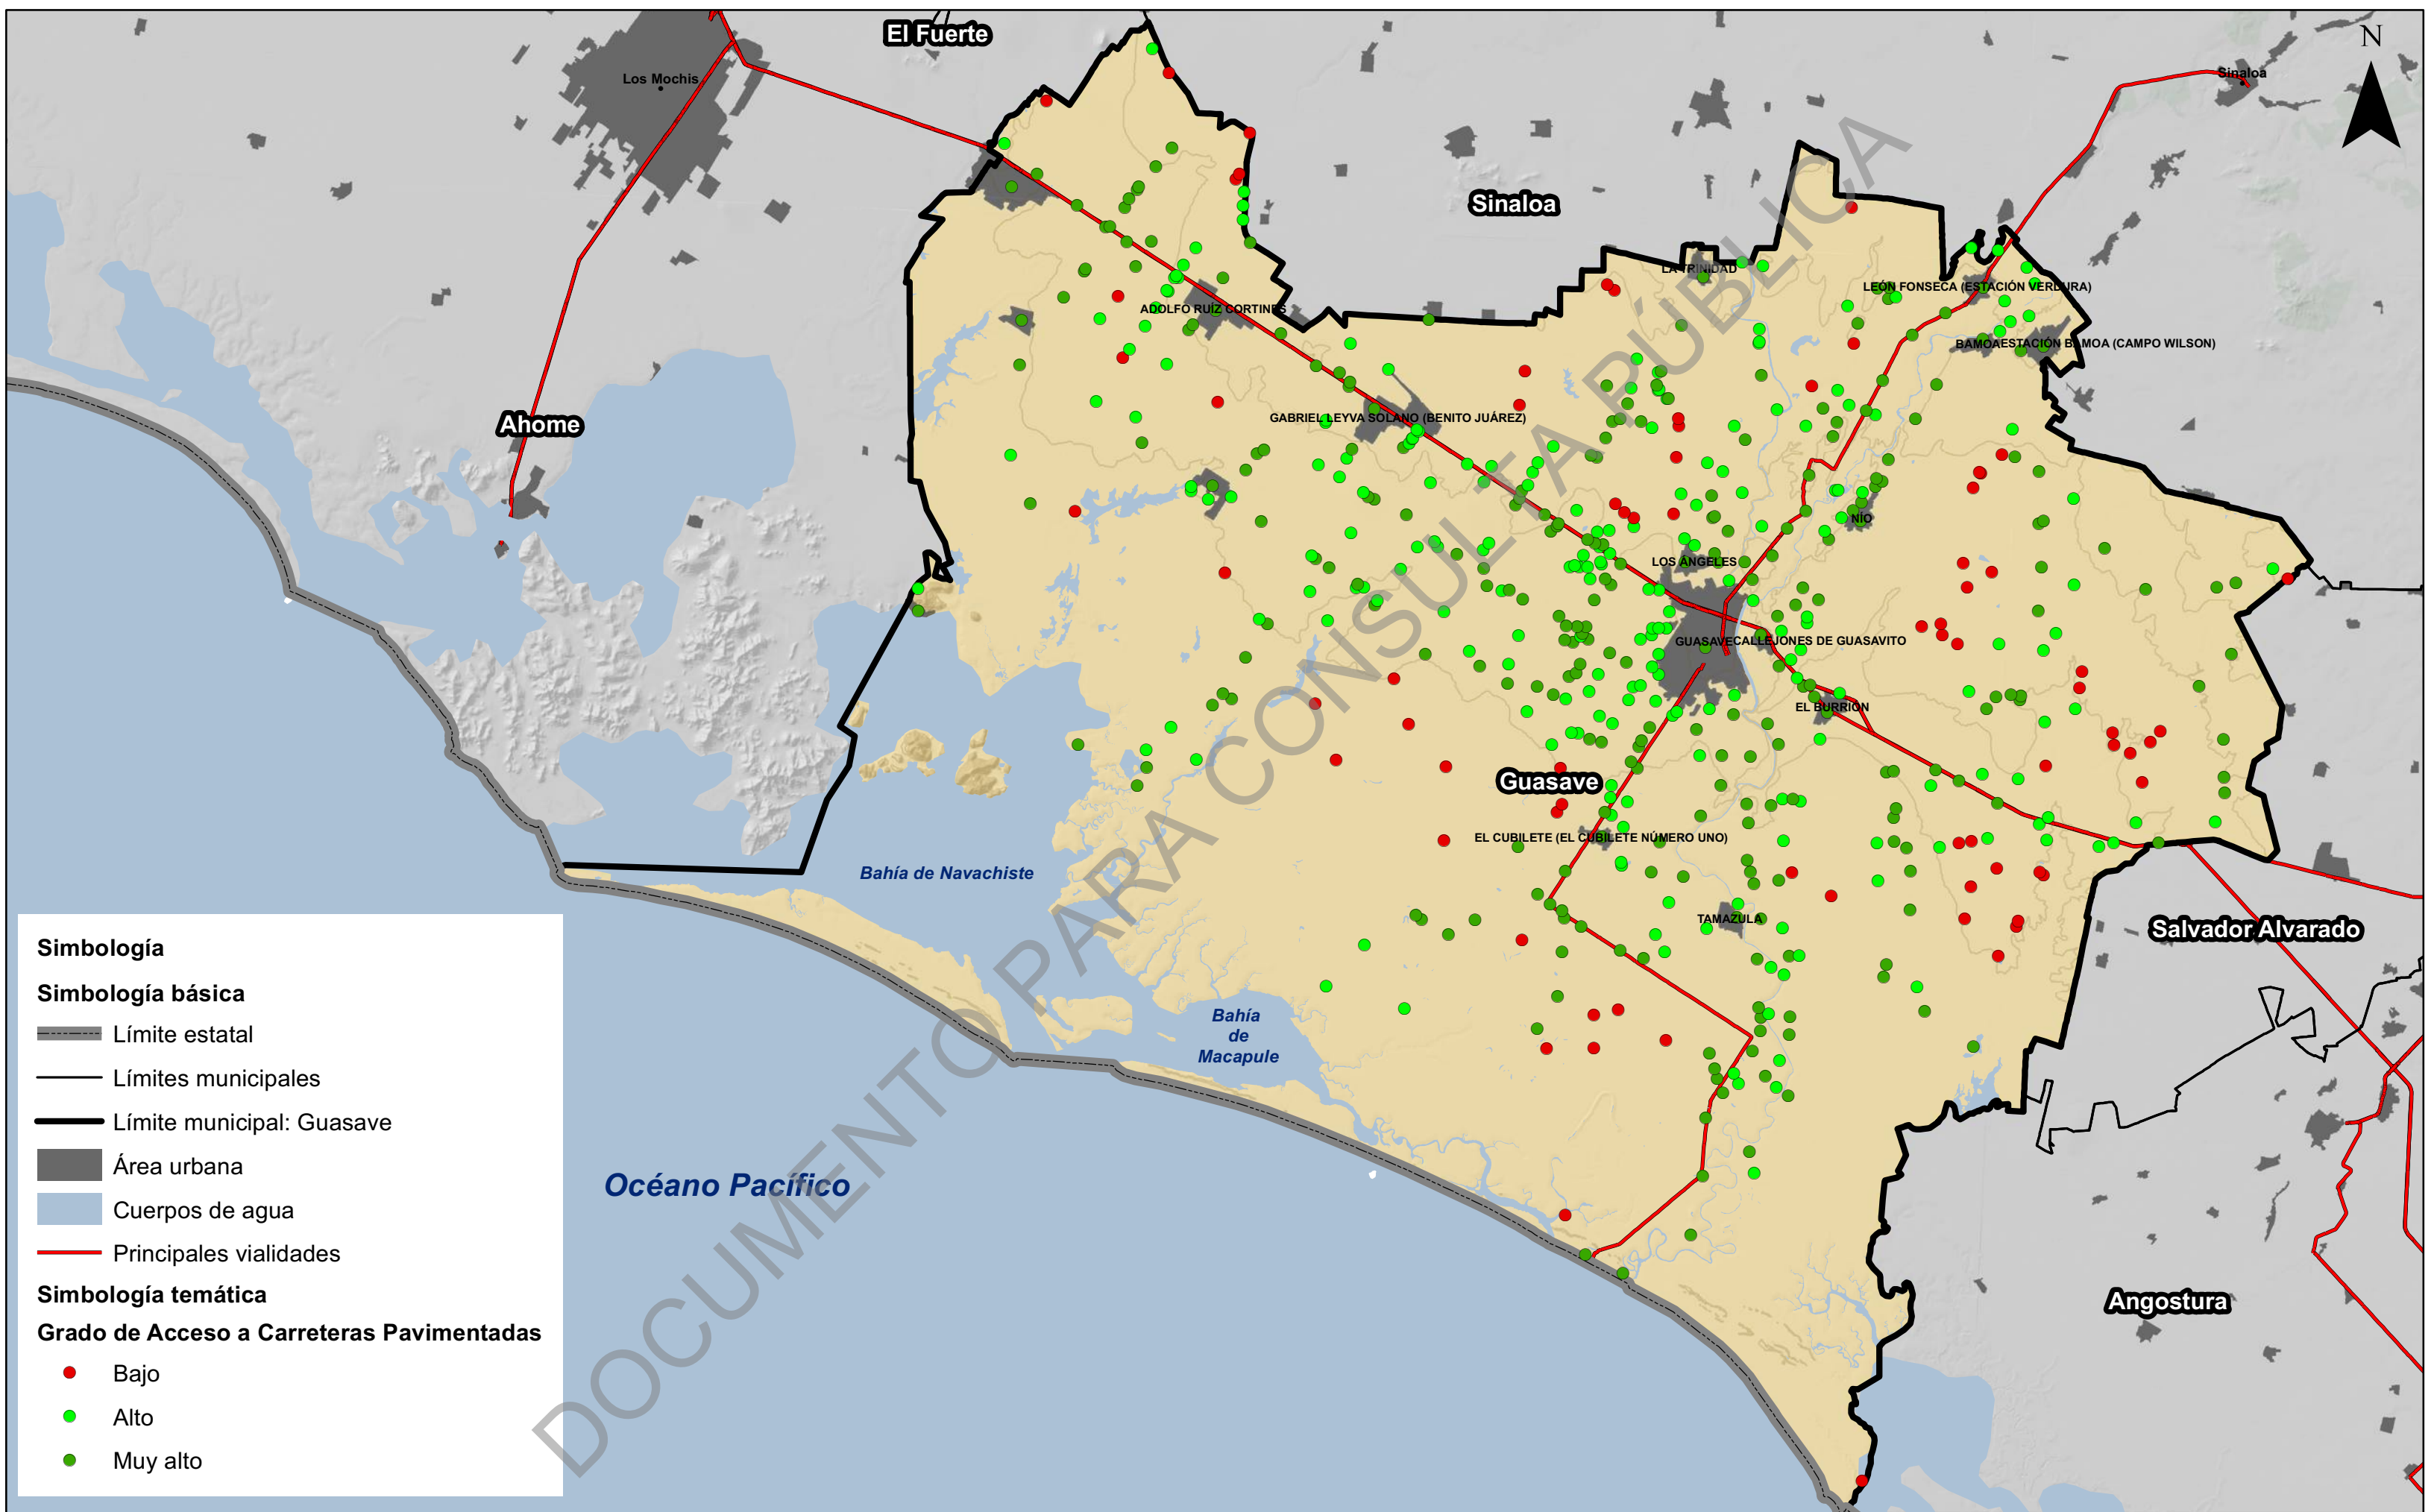 El Fuerte
N
Los Mochis
Sinaloa
Sinaloa
LA TRINIDAD
LEÓN FONSECA (ESTACIÓN VERDURA)
ADOLFO RUÍZ CORTINES
BAMOA
ESTACIÓN BAMOA (CAMPO WILSON)
Ahome
GABRIEL LEYVA SOLANO (BENITO JUÁREZ)
NÍO
LOS ÁNGELES
GUASAVE
CALLEJONES DE GUASAVITO
EL BURRIÓN
Guasave
EL CUBILETE (EL CUBILETE NÚMERO UNO)
Bahía de Navachiste
TAMAZULA
Salvador Alvarado
Bahía
de
Macapule
Océano Pacífico
Angostura
DOCUMENTO PARA CONSULTA PÚBLICA
Simbología
Simbología básica
Límite estatal
Límites municipales
Límite municipal: Guasave
Área urbana
Cuerpos de agua
Principales vialidades
Simbología temática
Grado de Acceso a Carreteras Pavimentadas
Bajo
Alto
Muy alto